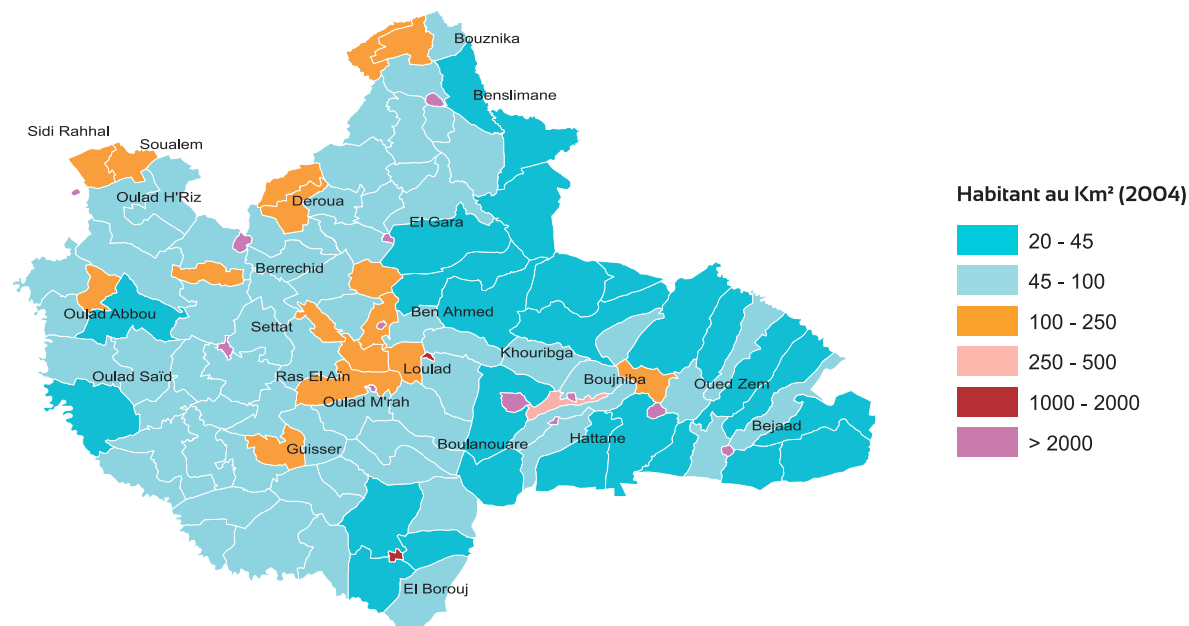 Bouznika
Benslimane
Sidi Rahhal
Soualem
Oulad H'Riz
Deroua
El Gara
Berrechid
Oulad Abbou
Ben Ahmed
Settat
Khouribga
Loulad
Oulad Saïd
Ras El Aïn
Boujniba
Oued Zem
Oulad M'rah
Bejaad
Boulanouare
Hattane
Guisser
El Borouj
Habitant au Km² (2004)
20 - 45
45 - 100
100 - 250
250 - 500
1000 - 2000
> 2000